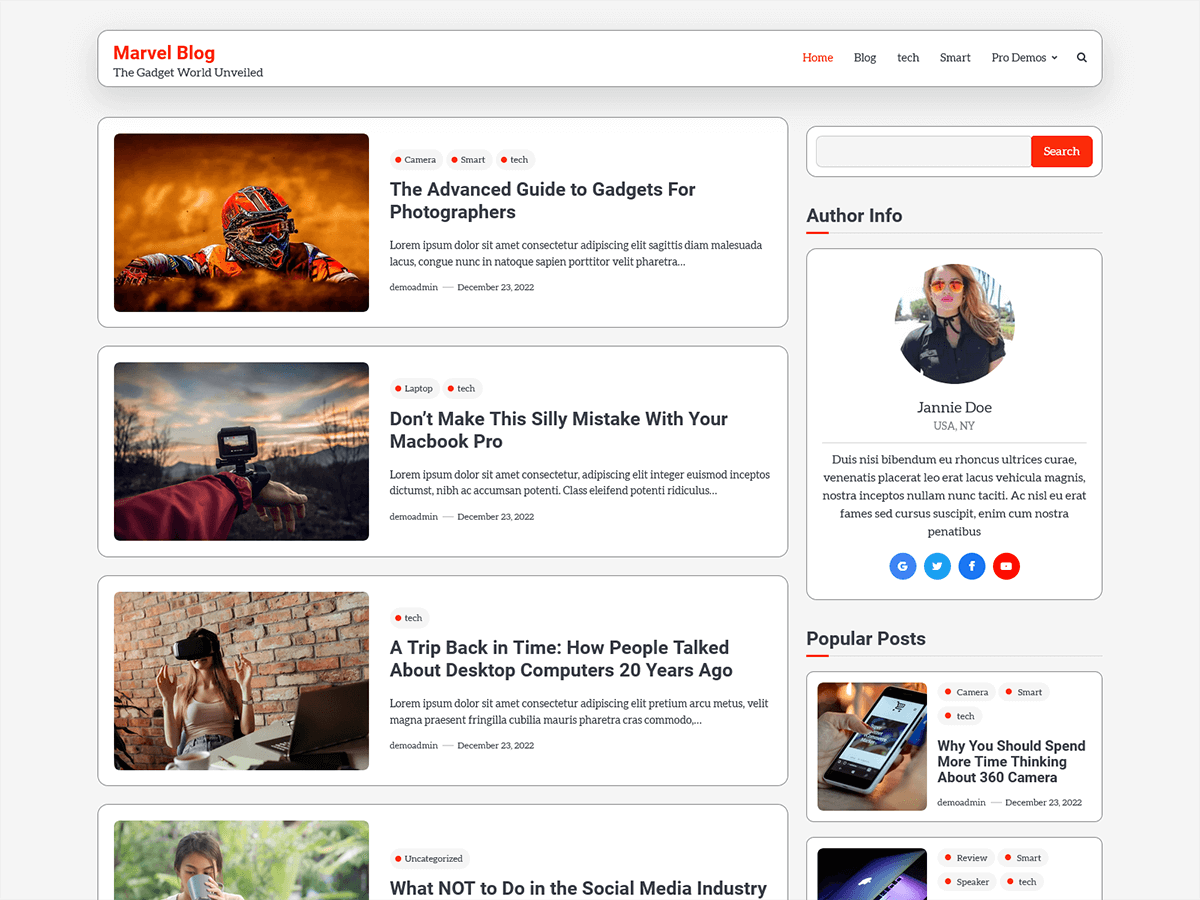 Marvel Blog
The Gadget World Unveiled
Home Blog tech Smart Pro Demos
Camera Smart tech
The Advanced Guide to Gadgets For
Photographers
Lorem ipsum dolor sit amet consectetur adipiscing elit sagittis diam malesuada
lacus, congue nunc in natoque sapien porttitor velit pharetra…
demoadmin — December 23, 2022
Laptop tech
Don’t Make This Silly Mistake With Your
Macbook Pro
Lorem ipsum dolor sit amet consectetur, adipiscing elit integer euismod inceptos
dictumst, nibh ac accumsan potenti. Class eleifend potenti ridiculus…
demoadmin — December 23, 2022
tech
A Trip Back in Time: How People Talked
About Desktop Computers 20 Years Ago
Lorem ipsum dolor sit amet consectetur adipiscing elit pretium arcu metus, velit
magna praesent fringilla cubilia mauris pharetra cras commodo,…
demoadmin — December 23, 2022
Uncategorized
What NOT to Do in the Social Media Industry
Search
Author Info
Jannie Doe
USA, NY
Duis nisi bibendum eu rhoncus ultrices curae,
venenatis placerat leo erat lacus vehicula magnis,
nostra inceptos nullam nunc taciti. Ac nisl eu erat
fames sed cursus suscipit, enim cum nostra
penatibus
Popular Posts
Camera Smart
tech
Why You Should Spend
More Time Thinking
About 360 Camera
demoadmin — December 23, 2022
Review Smart
Speaker tech